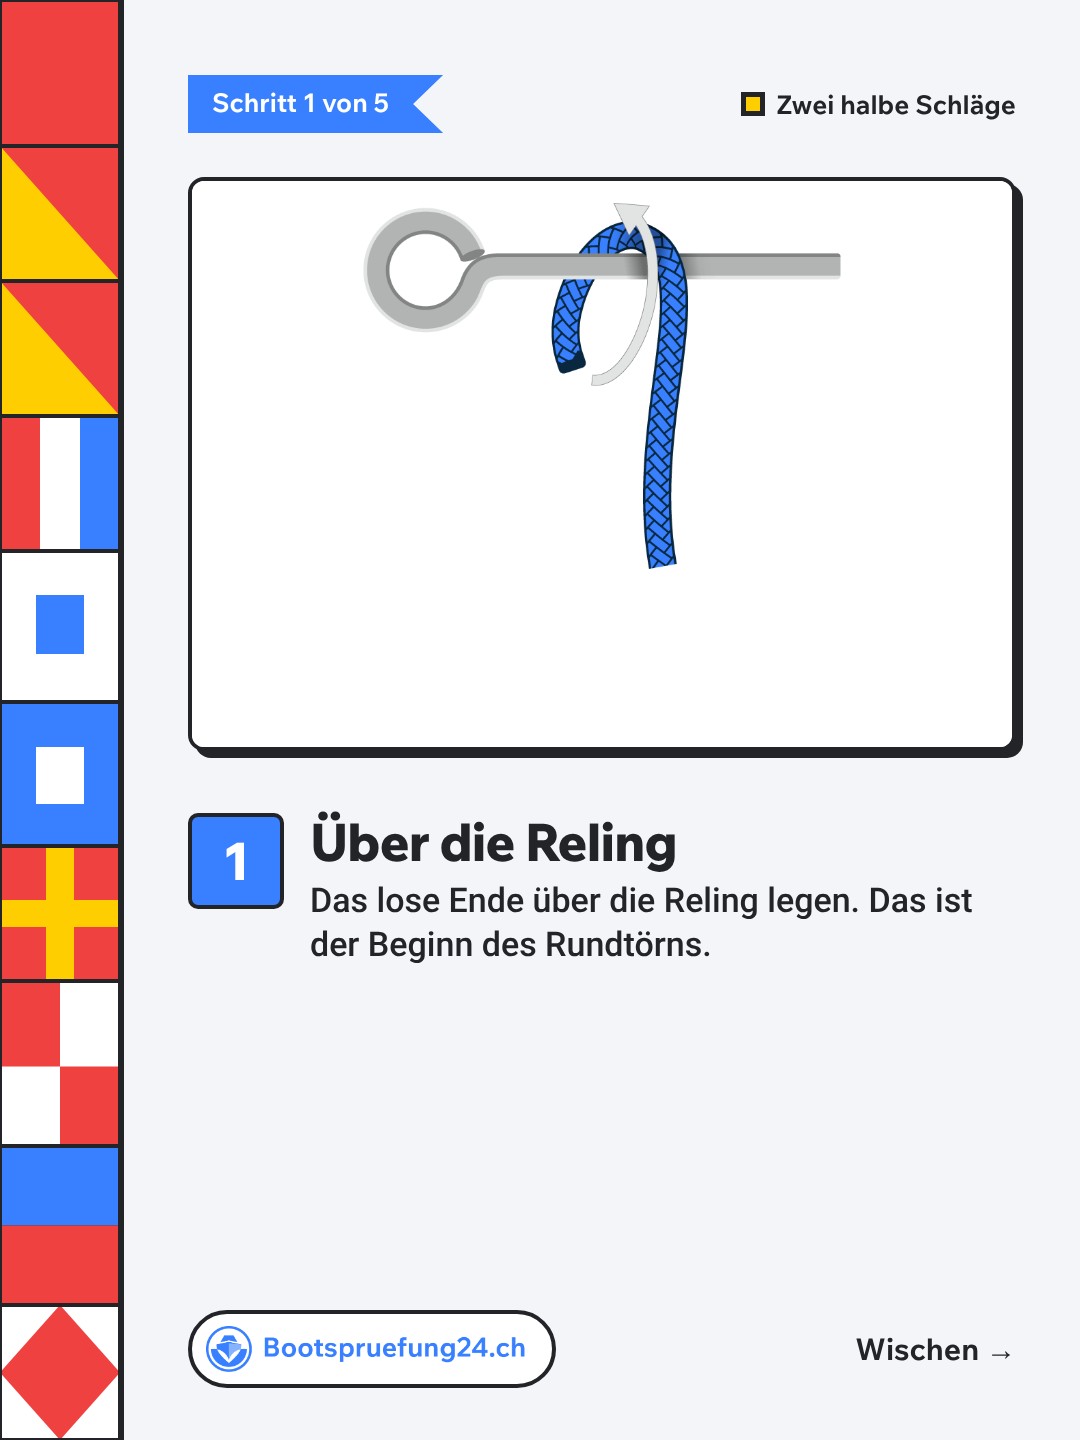 Schritt 1 von 5
Zwei halbe Schläge
1
Über die Reling
Das lose Ende über die Reling legen. Das ist
der Beginn des Rundtörns.
Bootspruefung24.ch
Wischen →